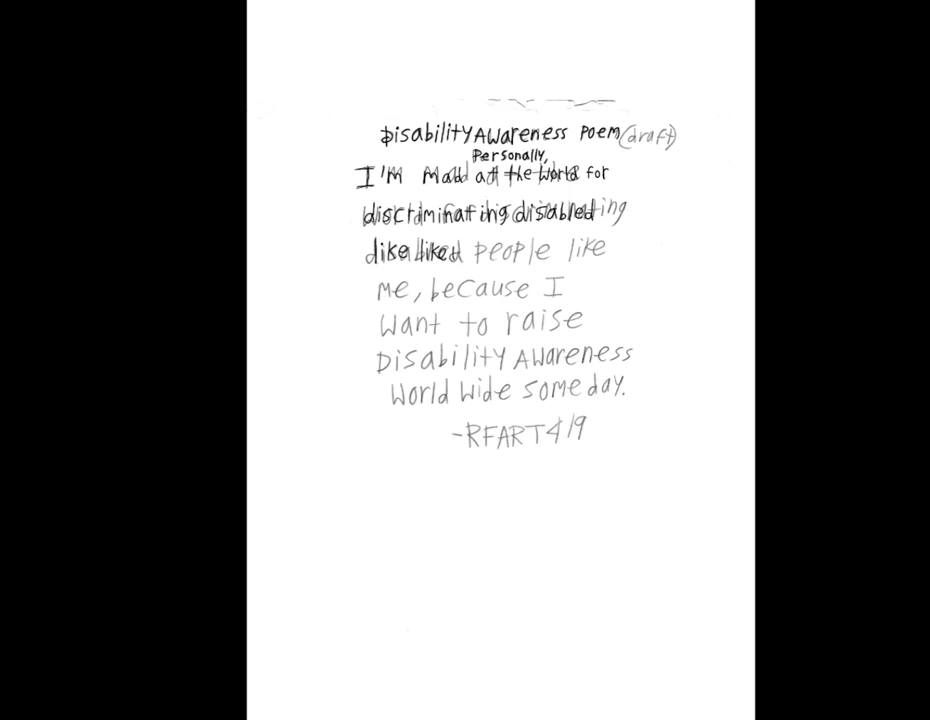 Disability Awareness Poem (draft)
Personally,
I'm Mad at the World for
discriminating disabled
people like
me, because I
want to raise
Disability Awareness
World Wide someday.
-RFART419